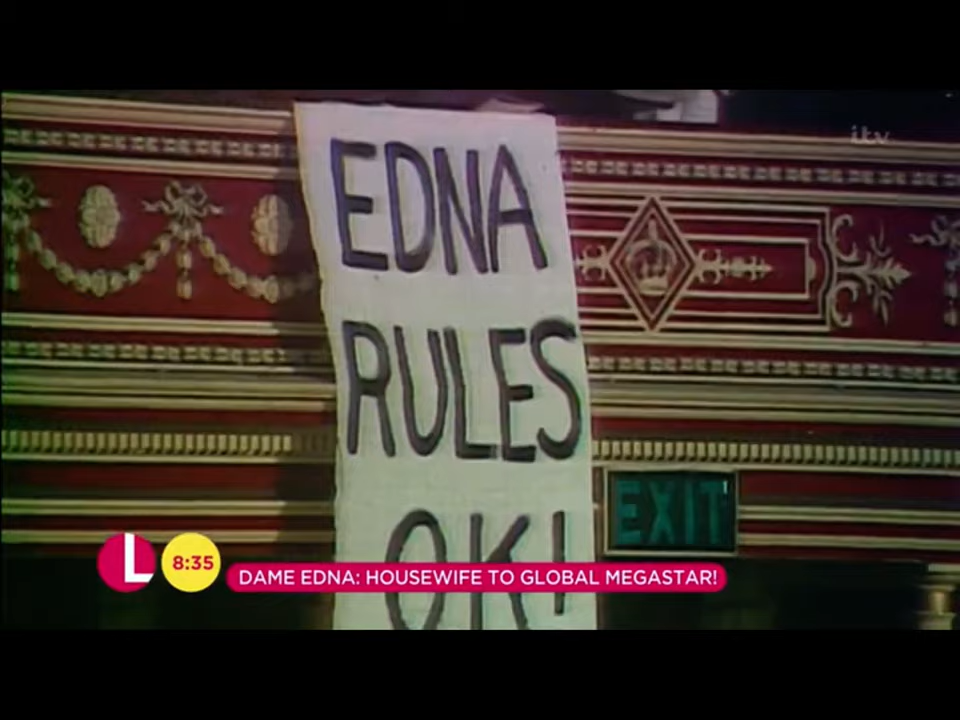 itv
EDNA
RULES
OK!
EXIT
L
8:35
DAME EDNA: HOUSEWIFE TO GLOBAL MEGASTAR!